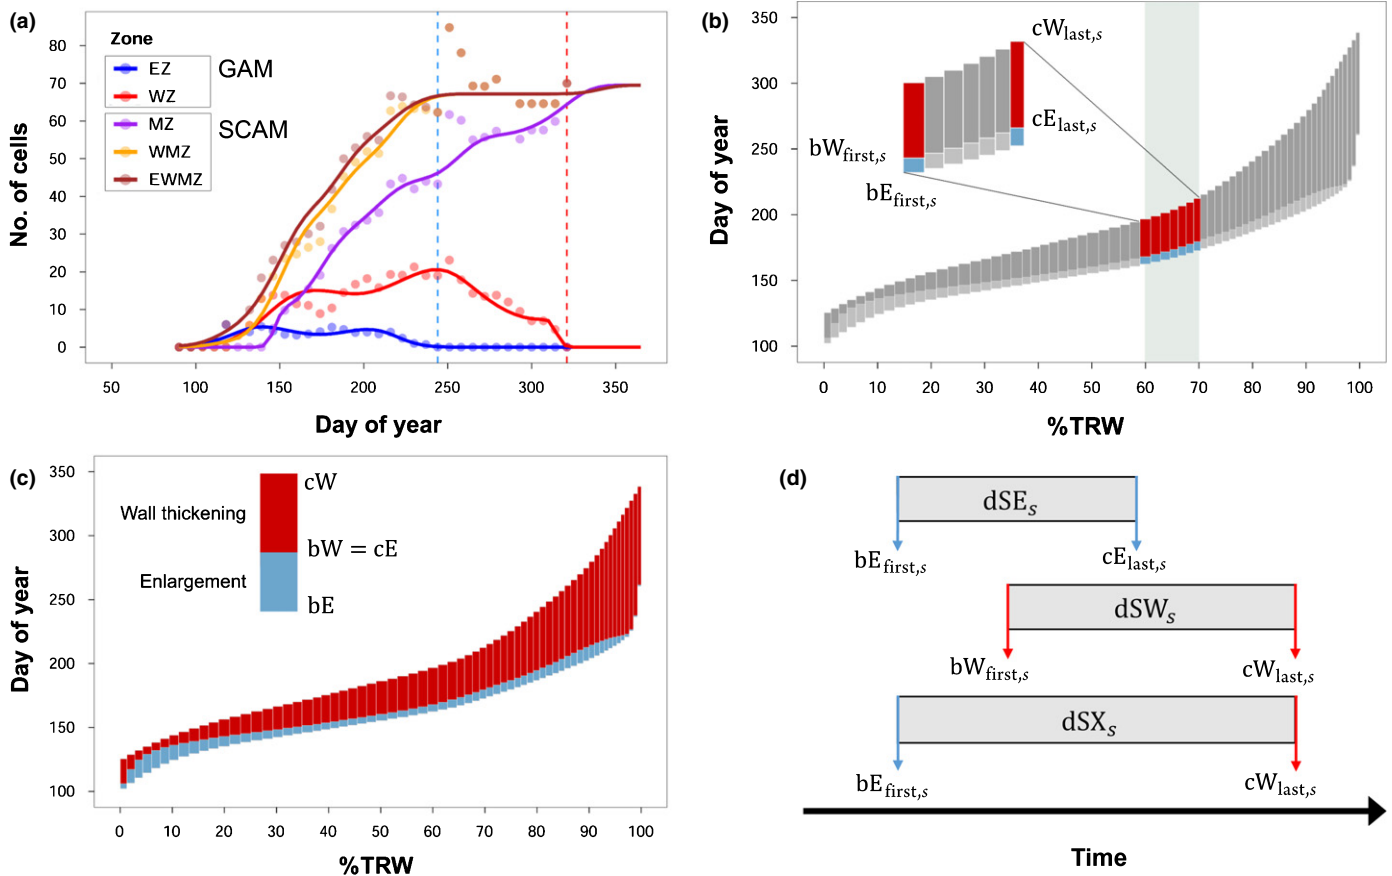 (a)
Zone
EZ
WZ
GAM
MZ
WMZ
EWMZ
SCAM
80
70
60
50
40
30
20
10
0
No. of cells
50 100 150 200 250 300 350
Day of year
(b)
350
300
250
200
150
100
Day of year
cWlast,s
cElast,s
bWfirst,s
bEfirst,s
0 10 20 30 40 50 60 70 80 90 100
%TRW
(c)
350
300
250
200
150
100
Day of year
cW
Wall thickening
bW = cE
Enlargement
bE
0 10 20 30 40 50 60 70 80 90 100
%TRW
(d)
dSEs
bEfirst,s cElast,s
dSWs
bWfirst,s cWlast,s
dSXs
bEfirst,s cWlast,s
Time